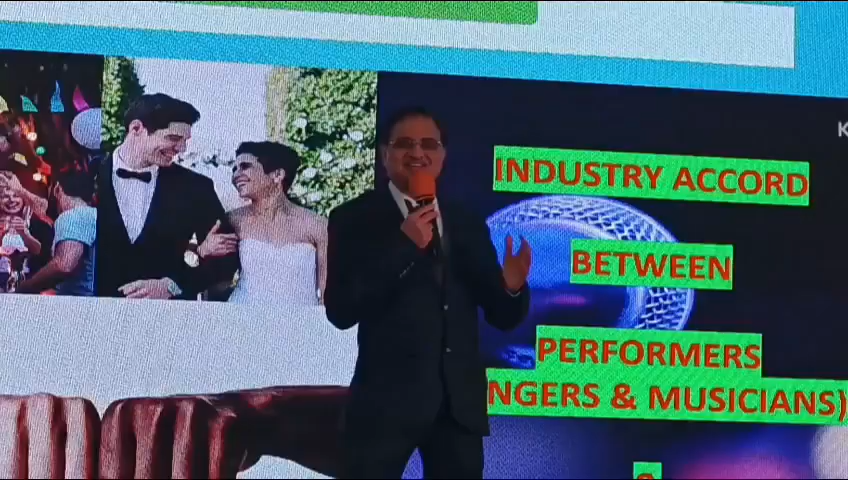 K
INDUSTRY ACCORD
BETWEEN
PERFORMERS
NGERS & MUSICIANS)